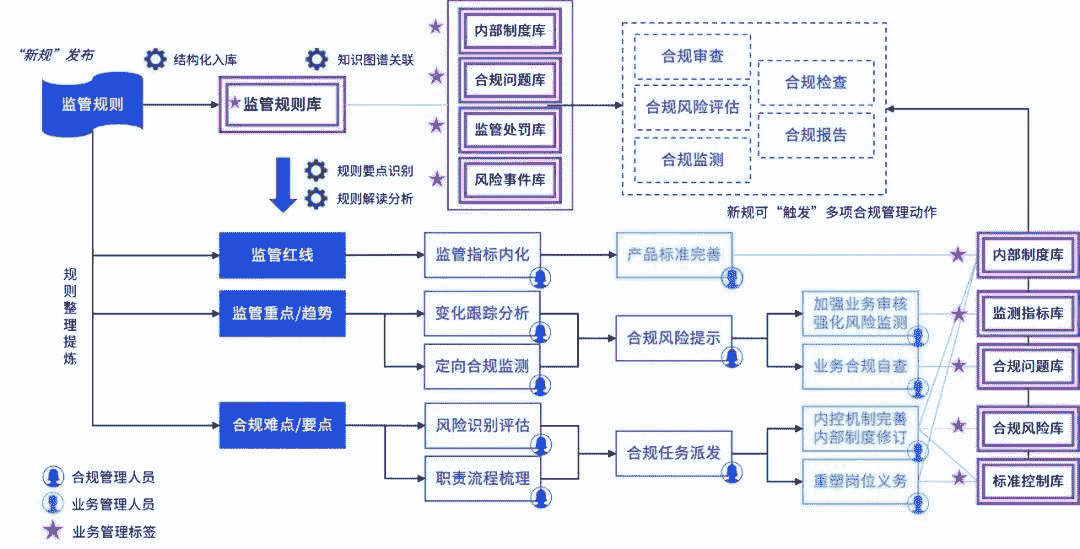 “新规”发布
结构化入库
知识图谱关联
监管规则
监管规则库
内部制度库
合规问题库
监管处罚库
风险事件库
合规审查
合规检查
合规风险评估
合规报告
合规监测
新规可“触发”多项合规管理动作
规则要点识别
规则解读分析
规则整理提炼
监管红线
监管指标内化
产品标准完善
内部制度库
监管重点/趋势
变化跟踪分析
定向合规监测
合规风险提示
加强业务审核
强化风险监测
业务合规自查
监测指标库
合规问题库
合规难点/要点
风险识别评估
职责流程梳理
合规任务派发
内控机制完善
内部制度修订
重塑岗位义务
合规风险库
标准控制库
合规管理人员
业务管理人员
业务管理标签